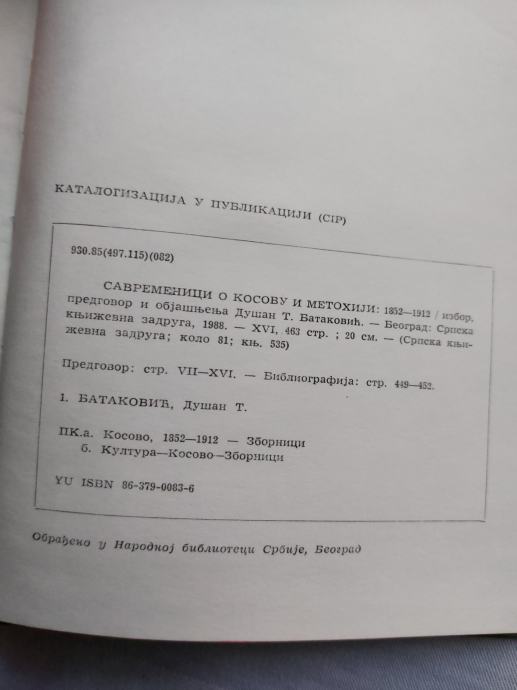 КАТАЛОГИЗАЦИЈА У ПУБЛИКАЦИЈИ (CIP)
930.85(497.115)(082)
САВРЕМЕНИЦИ О КОСОВУ И МЕТОХИЈИ: 1852—1912 / избор,
предговор и објашњења Душан Т. Батаковић. — Београд: Српска
књижевна задруга, 1988. — XVI, 463 стр. ; 20 см. — (Српска књи-
жевна задруга; коло 81; књ. 535)
Предговор: стр. VII—XVI. — Библиографија: стр. 449—452.
1. БАТАКОВИЋ, Душан Т.
ПК.а. Косово, 1852—1912 — Зборници
б. Култура—Косово—Зборници
YU ISBN 86-379-0083-6
Обрађено у Народној библиотеци Србије, Београд